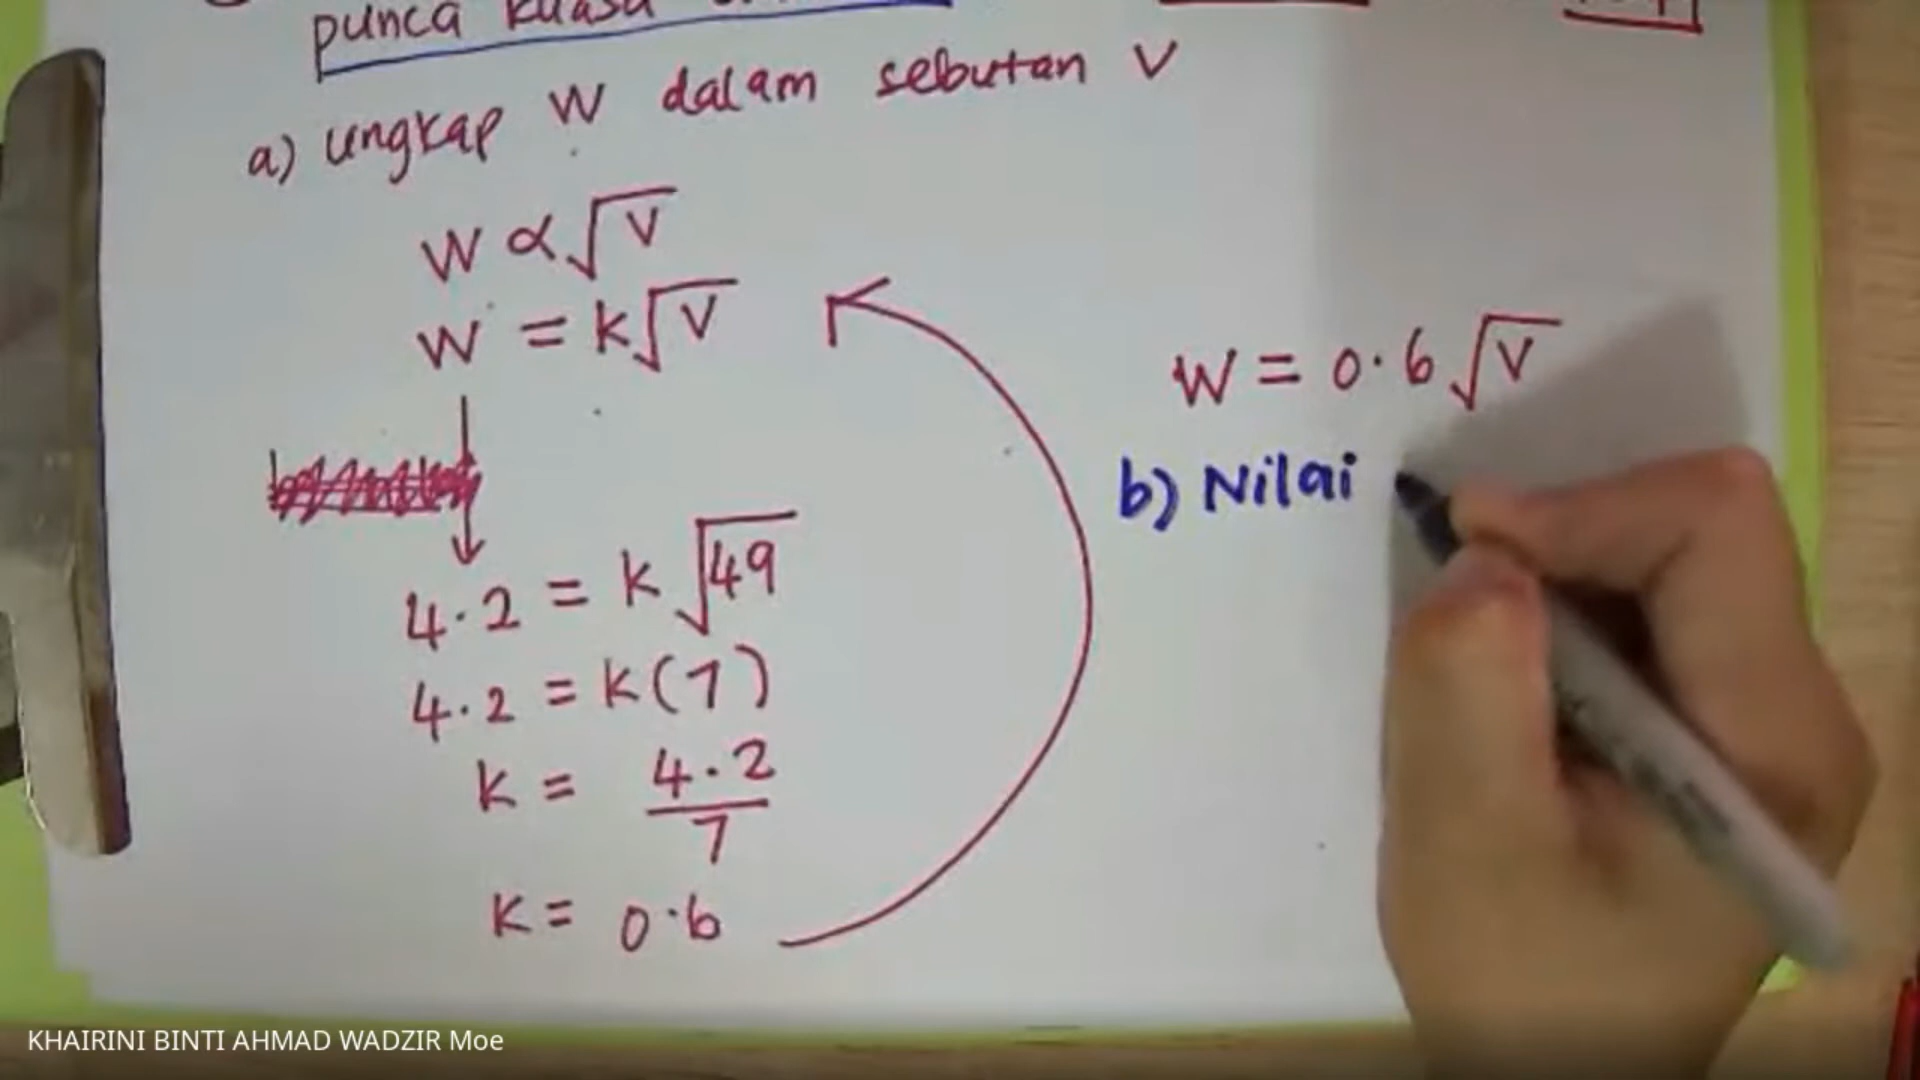 punca kuasa
a) ungkap W dalam sebutan V
W ∝ √V
W = k√V
4.2 = k√49
4.2 = k(7)
k = 4.2/7
k = 0.6
W = 0.6√V
b) Nilai
KHAIRINI BINTI AHMAD WADZIR Moe